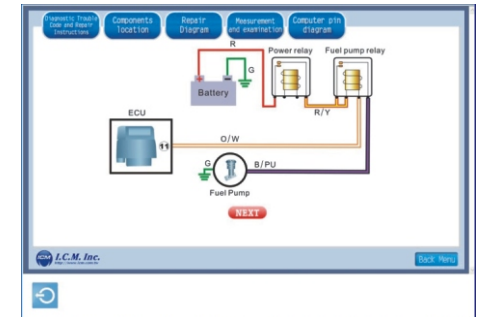 Diagnostic Trouble
Code and Repair
Instructions
Components
location
Repair
Diagram
Measurement
and examination
Computer pin
diagram
R
Power relay
Fuel pump relay
G
Battery
R/Y
ECU
11
O/W
G
B/PU
Fuel Pump
NEXT
ICM
I.C.M. Inc.
Back Menu